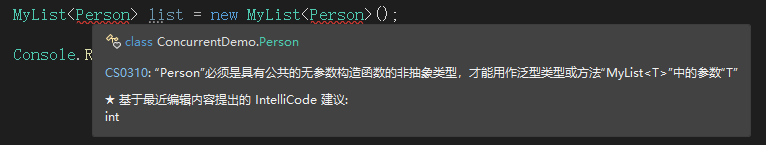 MyList<Person> list = new MyList<Person>();
class ConcurrentDemo.Person
Console.R
CS0310: “Person”必须是具有公共的无参数构造函数的非抽象类型，才能用作泛型类型或方法“MyList<T>”中的参数“T”
★ 基于最近编辑内容提出的 IntelliCode 建议:
int